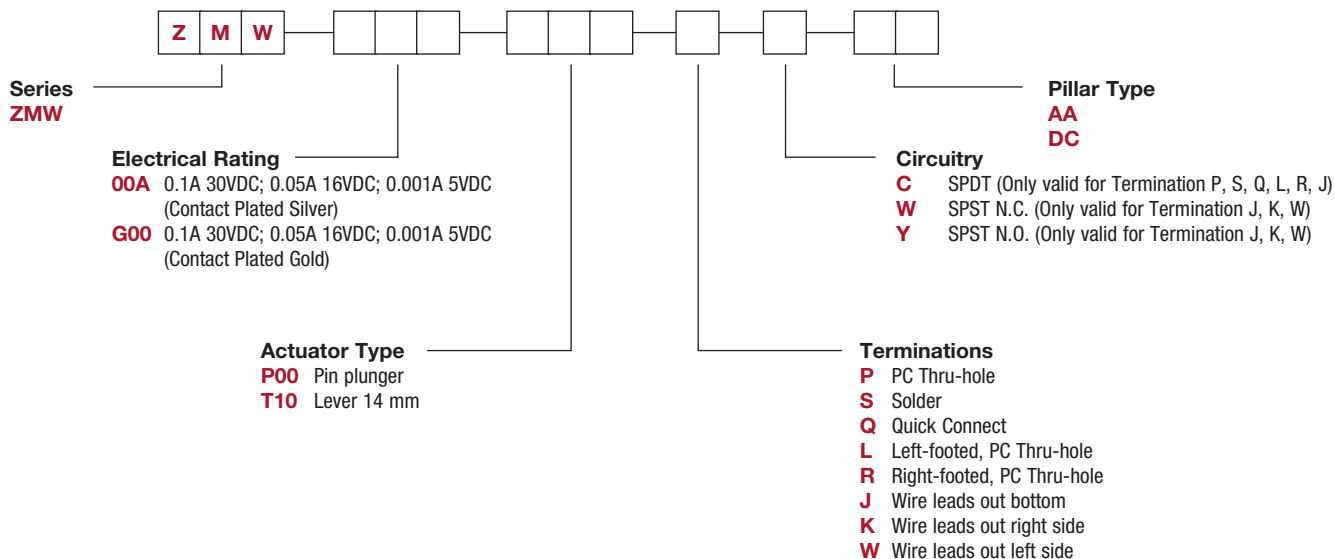 Z M W
Series
ZMW
Electrical Rating
00A 0.1A 30VDC; 0.05A 16VDC; 0.001A 5VDC
(Contact Plated Silver)
G00 0.1A 30VDC; 0.05A 16VDC; 0.001A 5VDC
(Contact Plated Gold)
Actuator Type
P00 Pin plunger
T10 Lever 14 mm
Terminations
P PC Thru-hole
S Solder
Q Quick Connect
L Left-footed, PC Thru-hole
R Right-footed, PC Thru-hole
J Wire leads out bottom
K Wire leads out right side
W Wire leads out left side
Circuitry
C SPDT (Only valid for Termination P, S, Q, L, R, J)
W SPST N.C. (Only valid for Termination J, K, W)
Y SPST N.O. (Only valid for Termination J, K, W)
Pillar Type
AA
DC